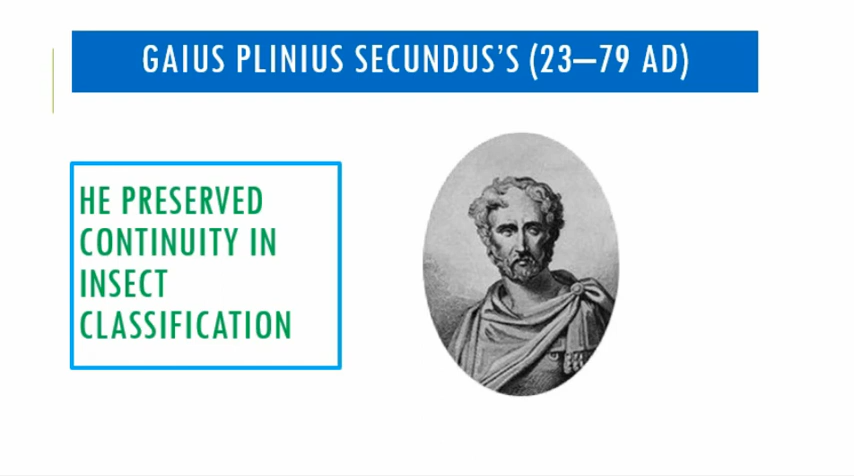 GAIUS PLINIUS SECUNDUS’S (23–79 AD)
HE PRESERVED
CONTINUITY IN
INSECT
CLASSIFICATION